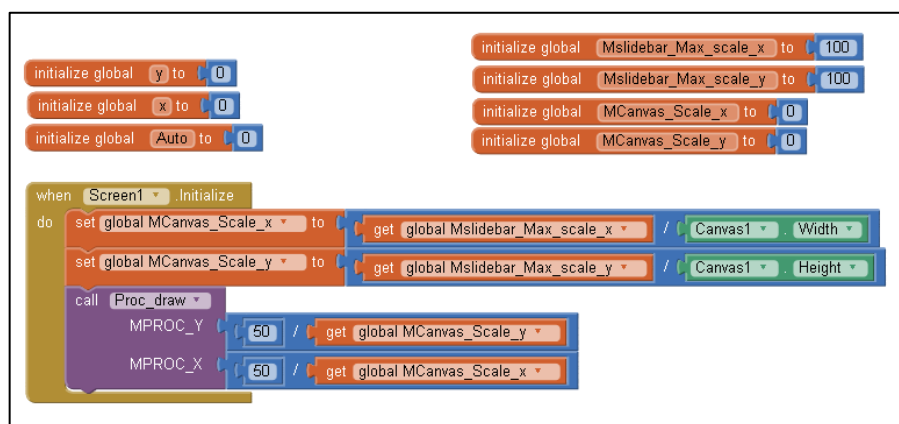 initialize global y to 0
initialize global x to 0
initialize global Auto to 0
initialize global Mslidebar_Max_scale_x to 100
initialize global Mslidebar_Max_scale_y to 100
initialize global MCanvas_Scale_x to 0
initialize global MCanvas_Scale_y to 0
when Screen1 .Initialize
do set global MCanvas_Scale_x to get global Mslidebar_Max_scale_x / Canvas1 . Width
set global MCanvas_Scale_y to get global Mslidebar_Max_scale_y / Canvas1 . Height
call Proc_draw
MPROC_Y 50 / get global MCanvas_Scale_y
MPROC_X 50 / get global MCanvas_Scale_x